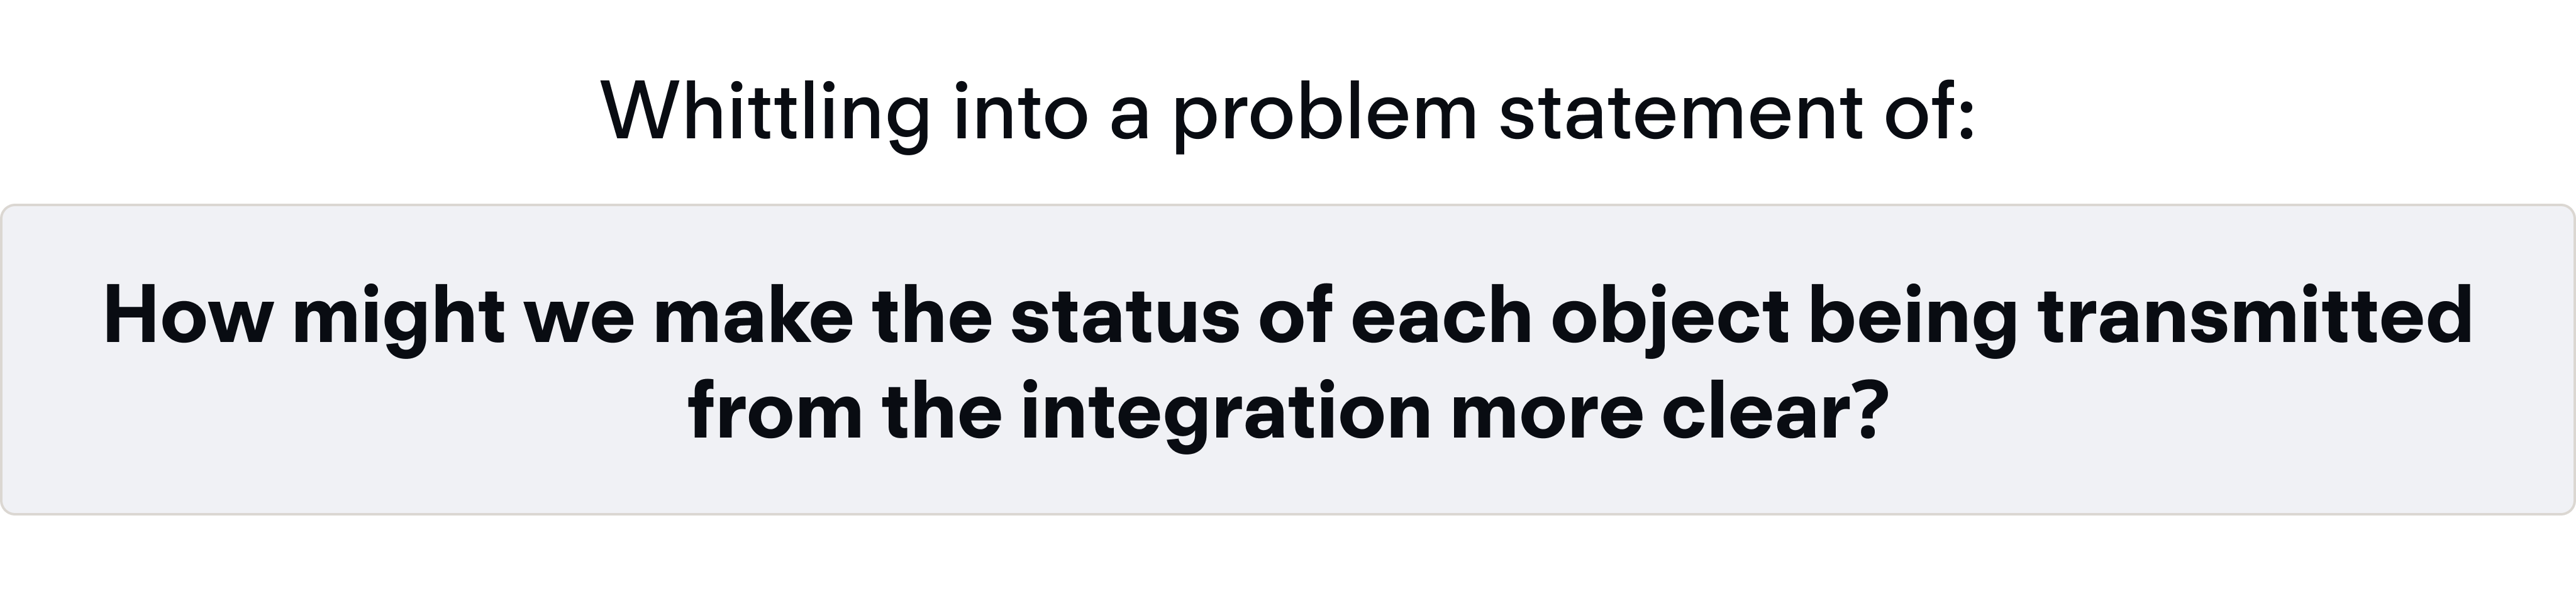 Whittling into a problem statement of:
How might we make the status of each object being transmitted
from the integration more clear?